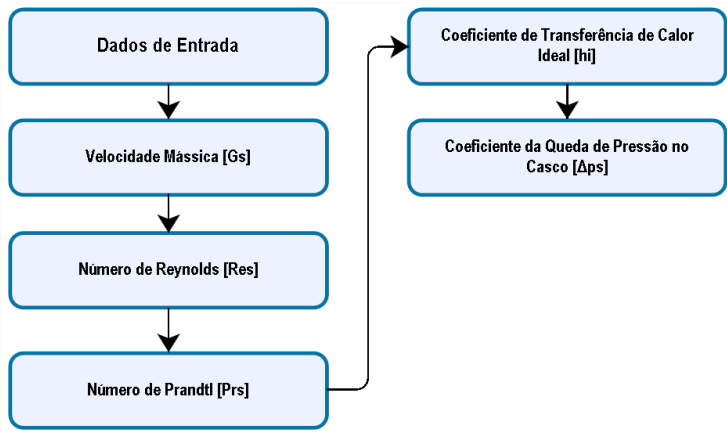 Dados de Entrada
Velocidade Mássica [Gs]
Número de Reynolds [Res]
Número de Prandtl [Prs]
Coeficiente de Transferência de Calor
Ideal [hi]
Coeficiente da Queda de Pressão no
Casco [Δps]